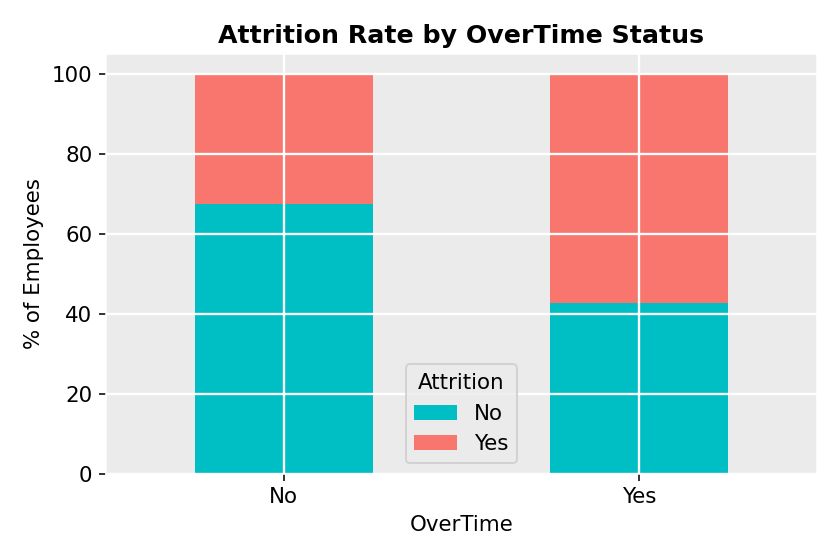 Attrition Rate by OverTime Status
% of Employees
100
80
60
40
20
0
Attrition
No
Yes
No
Yes
OverTime